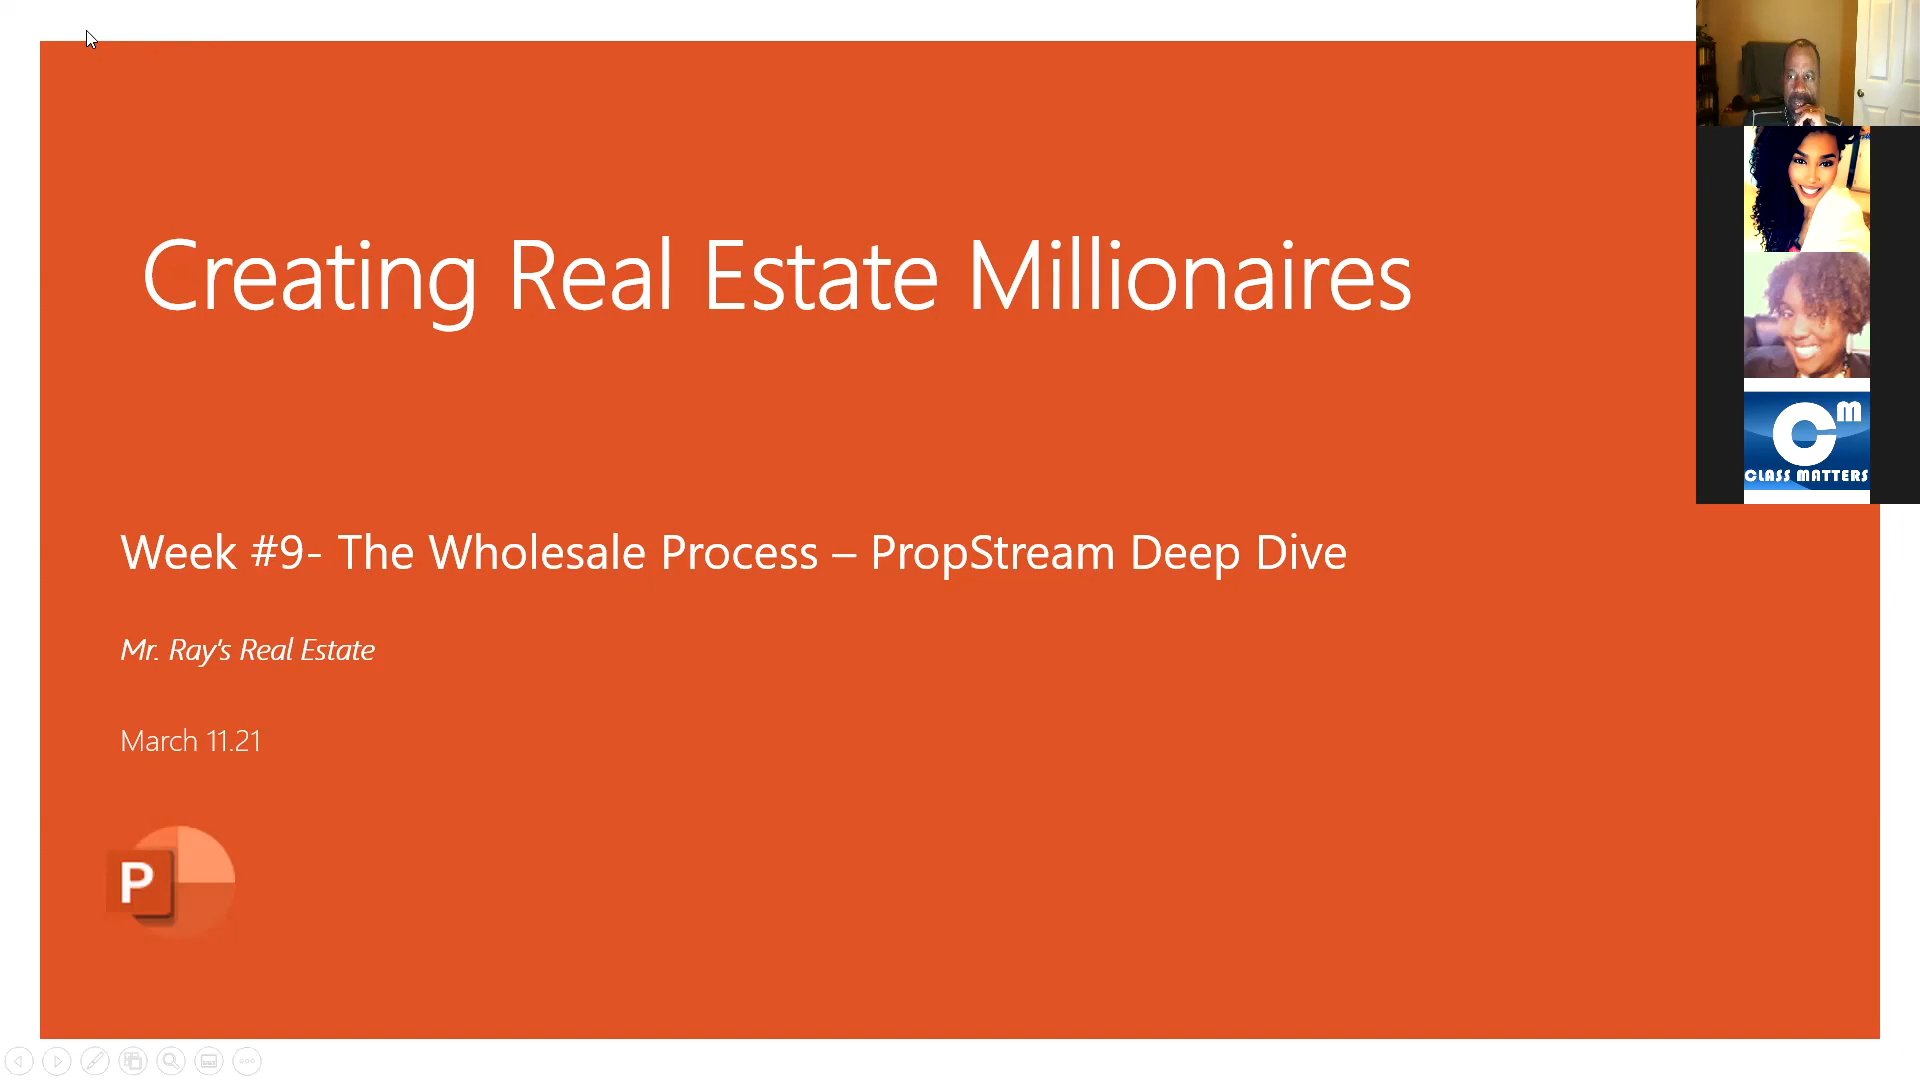 Creating Real Estate Millionaires
Week #9- The Wholesale Process – PropStream Deep Dive
Mr. Ray's Real Estate
March 11.21
P
Cm
CLASS MATTERS